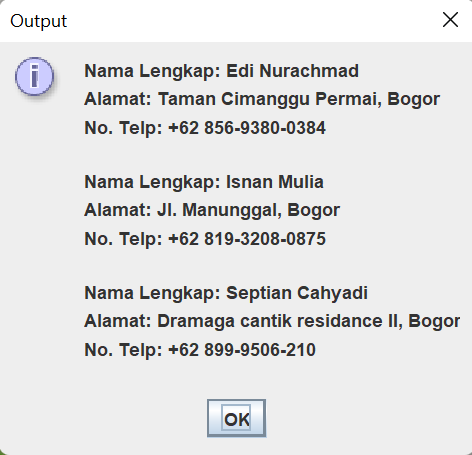 Output
Nama Lengkap: Edi Nurachmad
Alamat: Taman Cimanggu Permai, Bogor
No. Telp: +62 856-9380-0384
Nama Lengkap: Isnan Mulia
Alamat: Jl. Manunggal, Bogor
No. Telp: +62 819-3208-0875
Nama Lengkap: Septian Cahyadi
Alamat: Dramaga cantik residance II, Bogor
No. Telp: +62 899-9506-210
OK